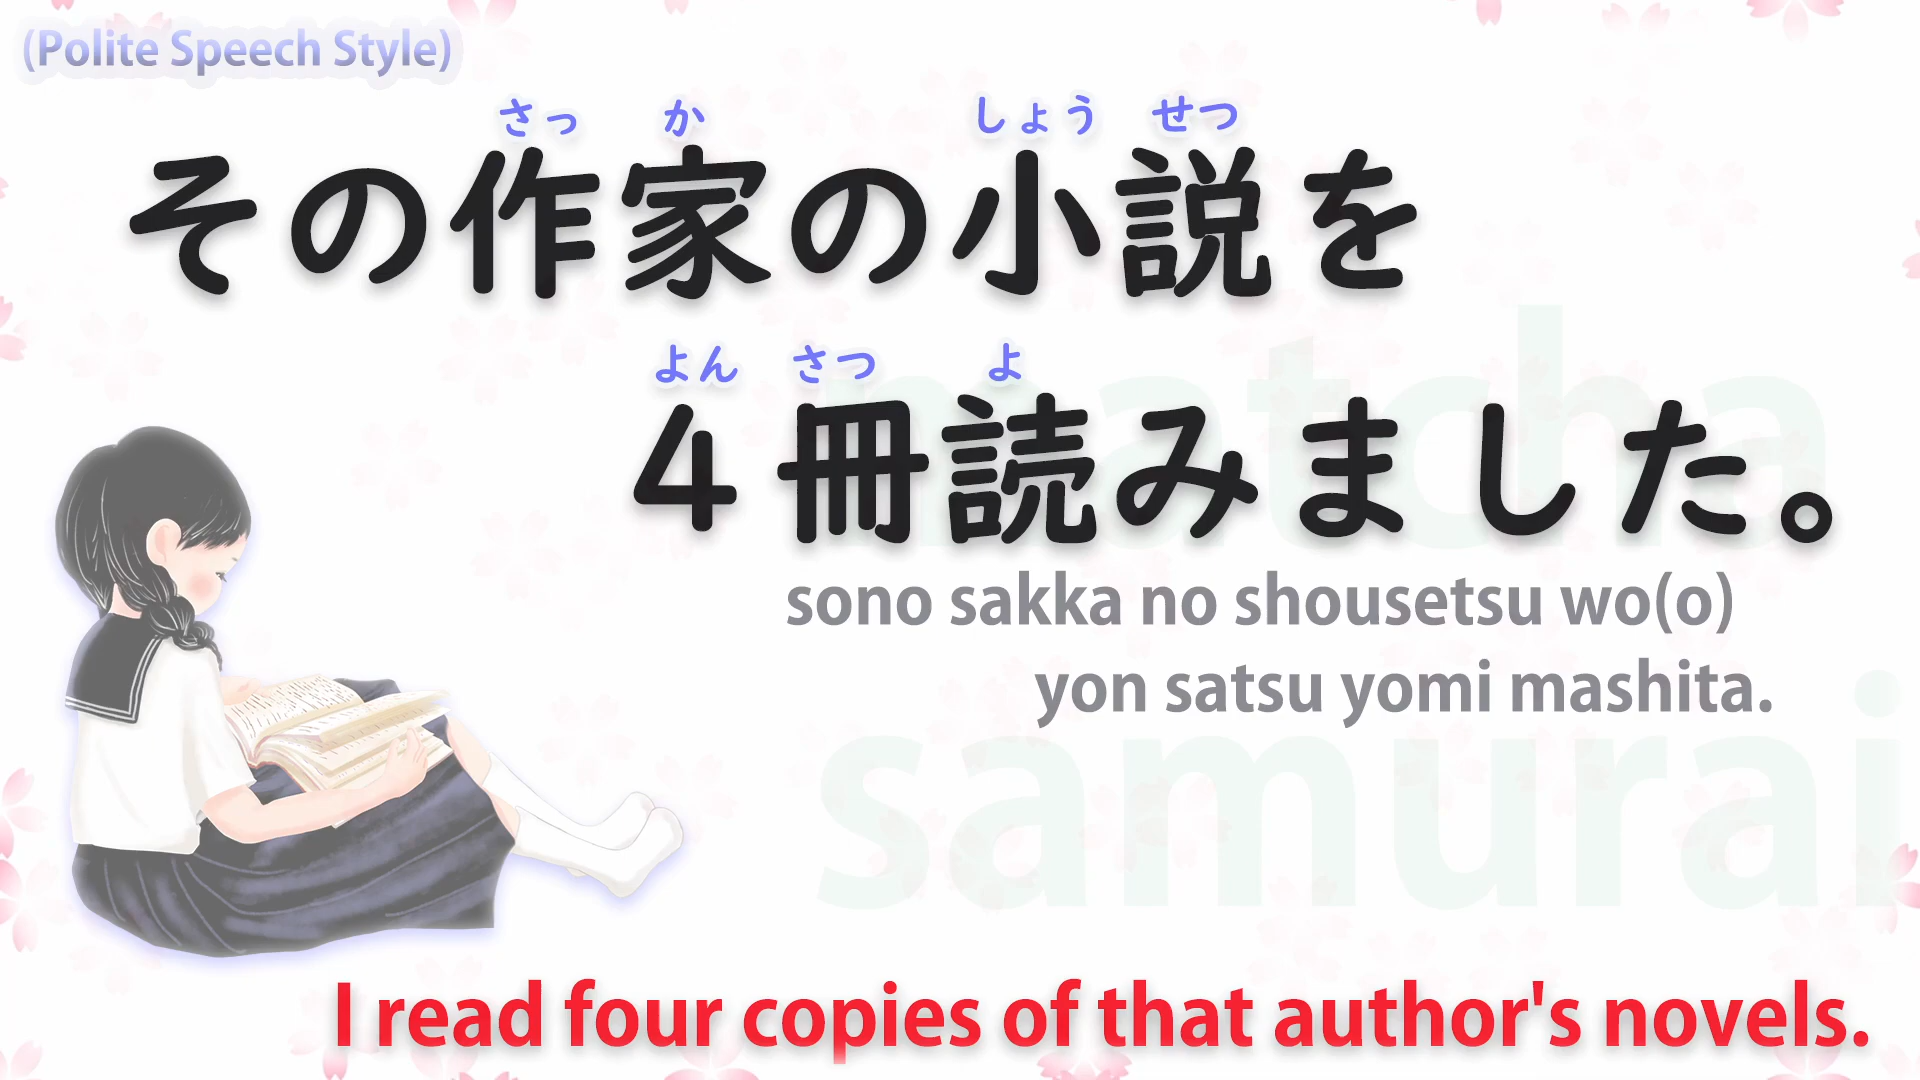 (Polite Speech Style)
さっ か しょう せつ
その作家の小説を
よん さつ よ
4冊読みました。
sono sakka no shousetsu wo(o)
yon satsu yomi mashita.
matcha
samurai
I read four copies of that author's novels.